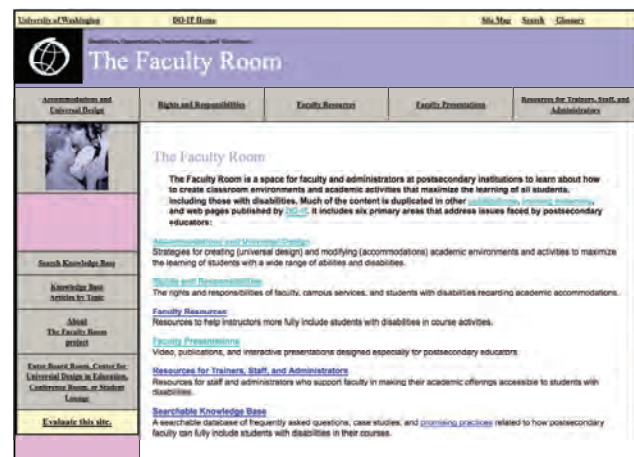 University of Washington
DO-IT Home
Site Map Search Glossary
The Faculty Room
Accommodations and
Universal Design
Rights and Responsibilities
Faculty Resources
Faculty Presentations
Resources for Trainers, Staff, and
Administrators
Search Knowledge Base
Knowledge Base
Articles by Topic
About
The Faculty Room
project
Enter Board Room, Center for
Universal Design in Education,
Conference Room, or Student
Lounge
Evaluate this site.
The Faculty Room
The Faculty Room is a space for faculty and administrators at postsecondary institutions to learn about how
to create classroom environments and academic activities that maximize the learning of all students,
including those with disabilities. Much of the content is duplicated in other publications,
and web pages published by DO-IT. It includes six primary areas that address issues faced by postsecondary
educators:
Accommodations and Universal Design
Strategies for creating (universal design) and modifying (accommodations) academic environments and activities to maximize
the learning of students with a wide range of abilities and disabilities.
Rights and Responsibilities
The rights and responsibilities of faculty, campus services, and students with disabilities regarding academic accommodations.
Faculty Resources
Resources to help instructors more fully include students with disabilities in course activities.
Faculty Presentations
Video, publications, and interactive presentations designed especially for postsecondary educators
Resources for Trainers, Staff, and Administrators
Resources for staff and administrators who support faculty in making their academic offerings accessible to students with
disabilities.
Searchable Knowledge Base
A searchable database of frequently asked questions, case studies, and promising practices related to how postsecondary
faculty can fully include students with disabilities in their courses.